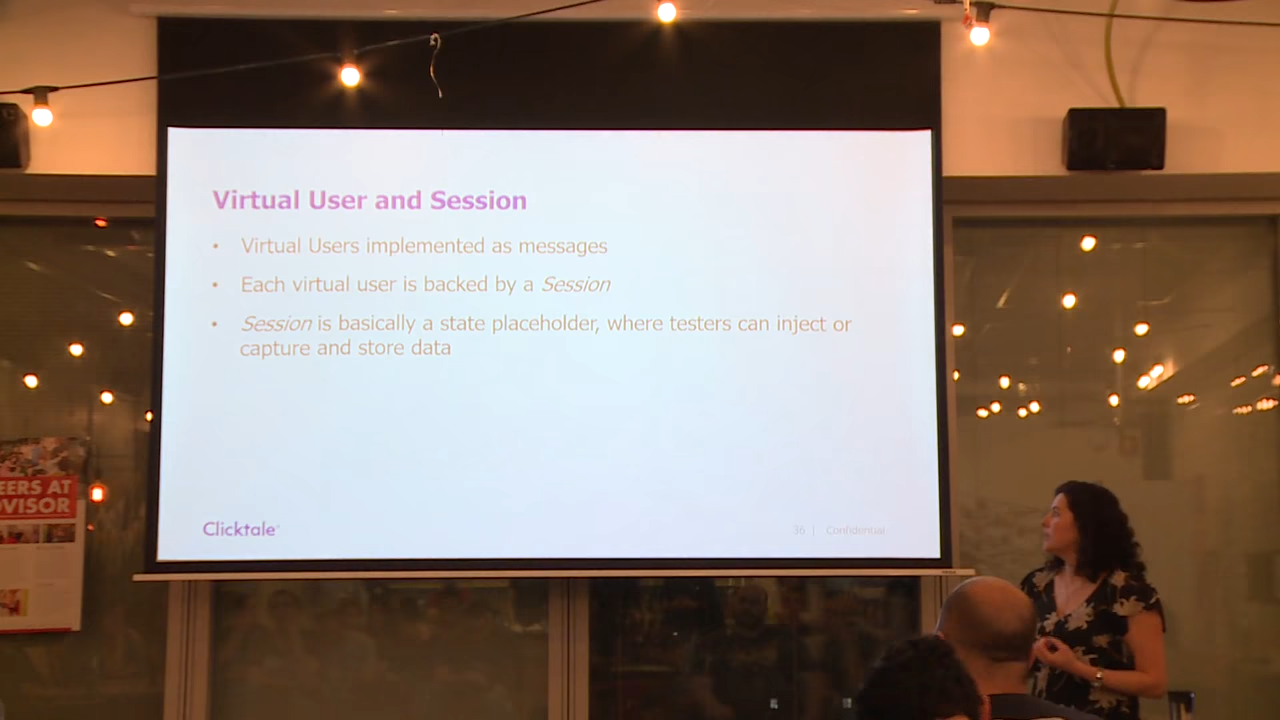 Virtual User and Session
• Virtual Users implemented as messages
• Each virtual user is backed by a Session
• Session is basically a state placeholder, where testers can inject or
capture and store data
Clicktale
36 | Confidential
EERS AT
VISOR